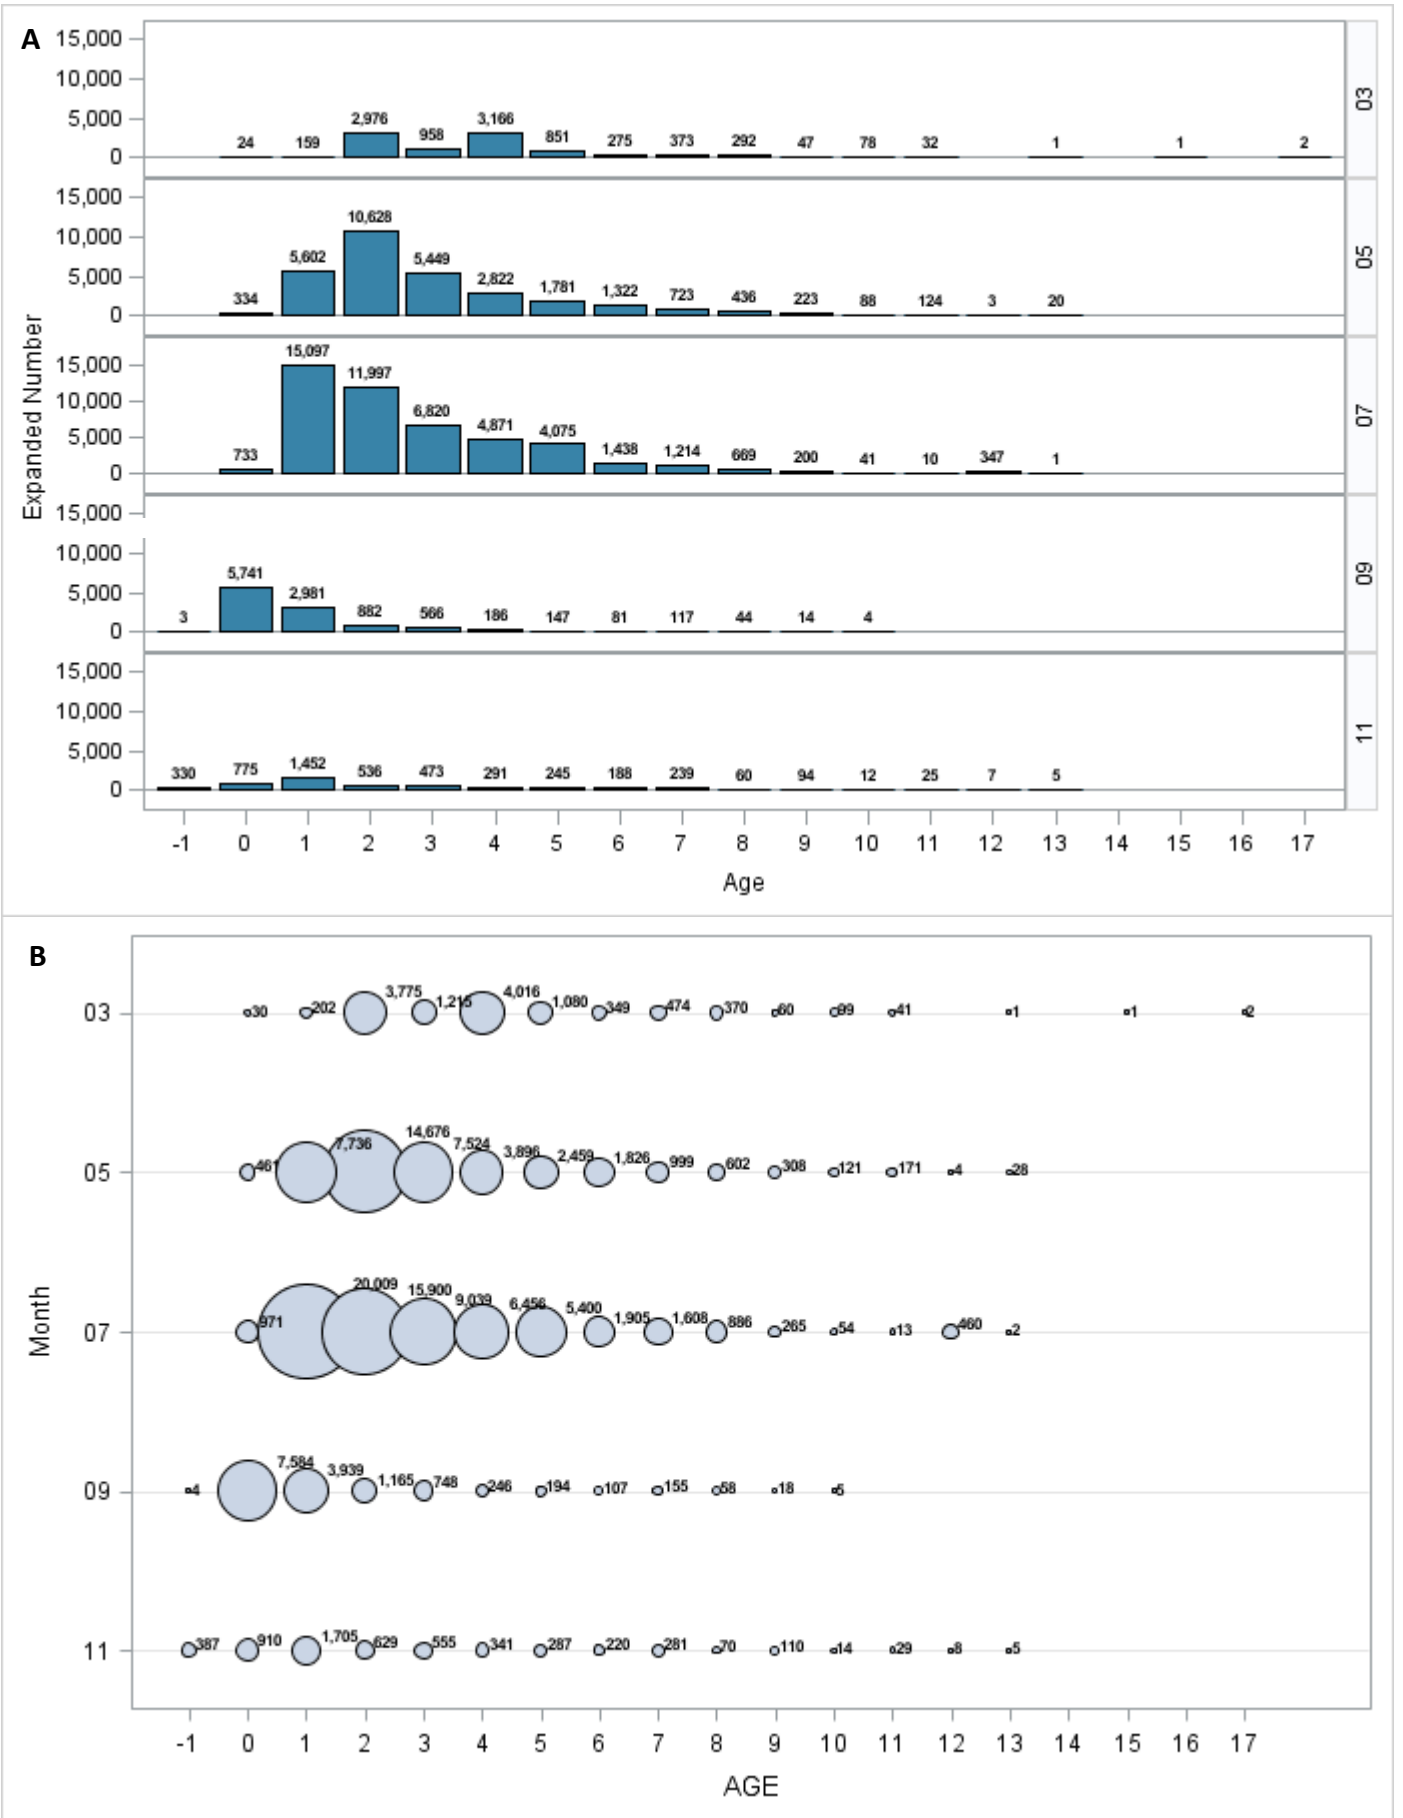 A
Expanded Number
15,000
10,000
5,000
0
24 159 2,976 958 3,166 851 275 373 292 47 78 32 1 1 2
03
15,000
10,000
5,000
0
334 5,602 10,628 5,449 2,822 1,781 1,322 723 436 223 88 124 3 20
05
15,000
10,000
5,000
0
733 15,097 11,997 6,820 4,871 4,075 1,438 1,214 669 200 41 10 347 1
07
15,000
10,000
5,000
0
3 5,741 2,981 882 566 186 147 81 117 44 14 4
09
15,000
10,000
5,000
0
330 775 1,452 536 473 291 245 188 239 60 94 12 25 7 5
11
-1 0 1 2 3 4 5 6 7 8 9 10 11 12 13 14 15 16 17
Age
B
Month
03 30 202 3,775 1,215 4,016 1,080 349 474 370 60 99 41 1 1 2
05 461 7,736 14,676 7,524 3,896 2,459 1,826 999 602 308 121 171 4 28
07 971 20,009 15,900 9,039 6,456 5,400 1,905 1,608 886 265 54 13 460 2
09 4 7,584 3,939 1,165 748 246 194 107 155 58 18 5
11 387 910 1,705 629 555 341 287 220 281 70 110 14 29 8 5
-1 0 1 2 3 4 5 6 7 8 9 10 11 12 13 14 15 16 17
AGE